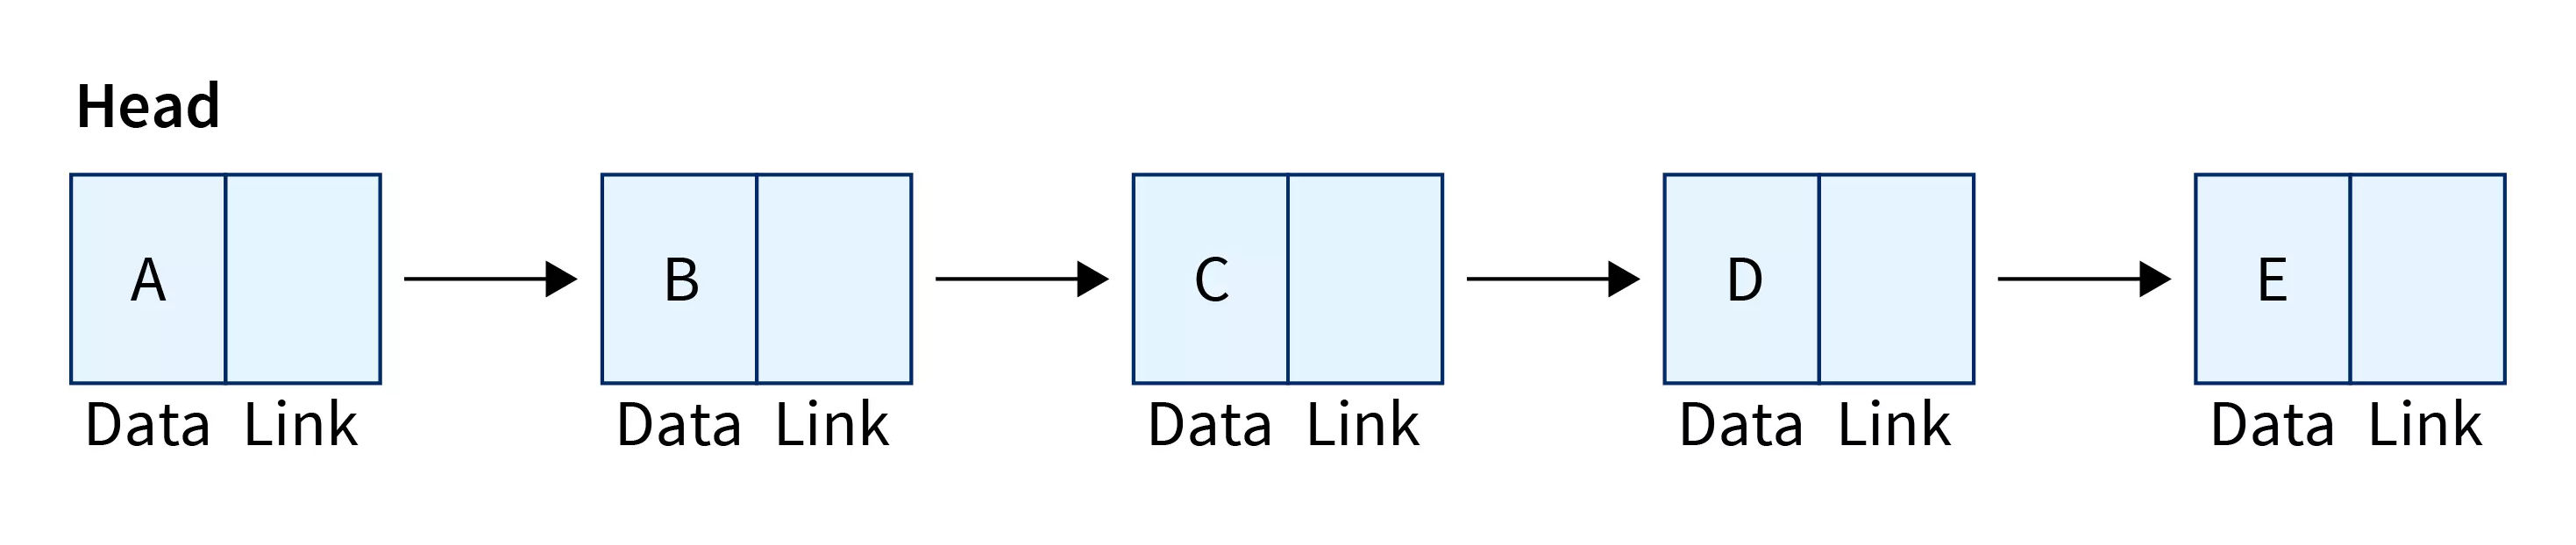 Head
A B C D E
Data Link Data Link Data Link Data Link Data Link